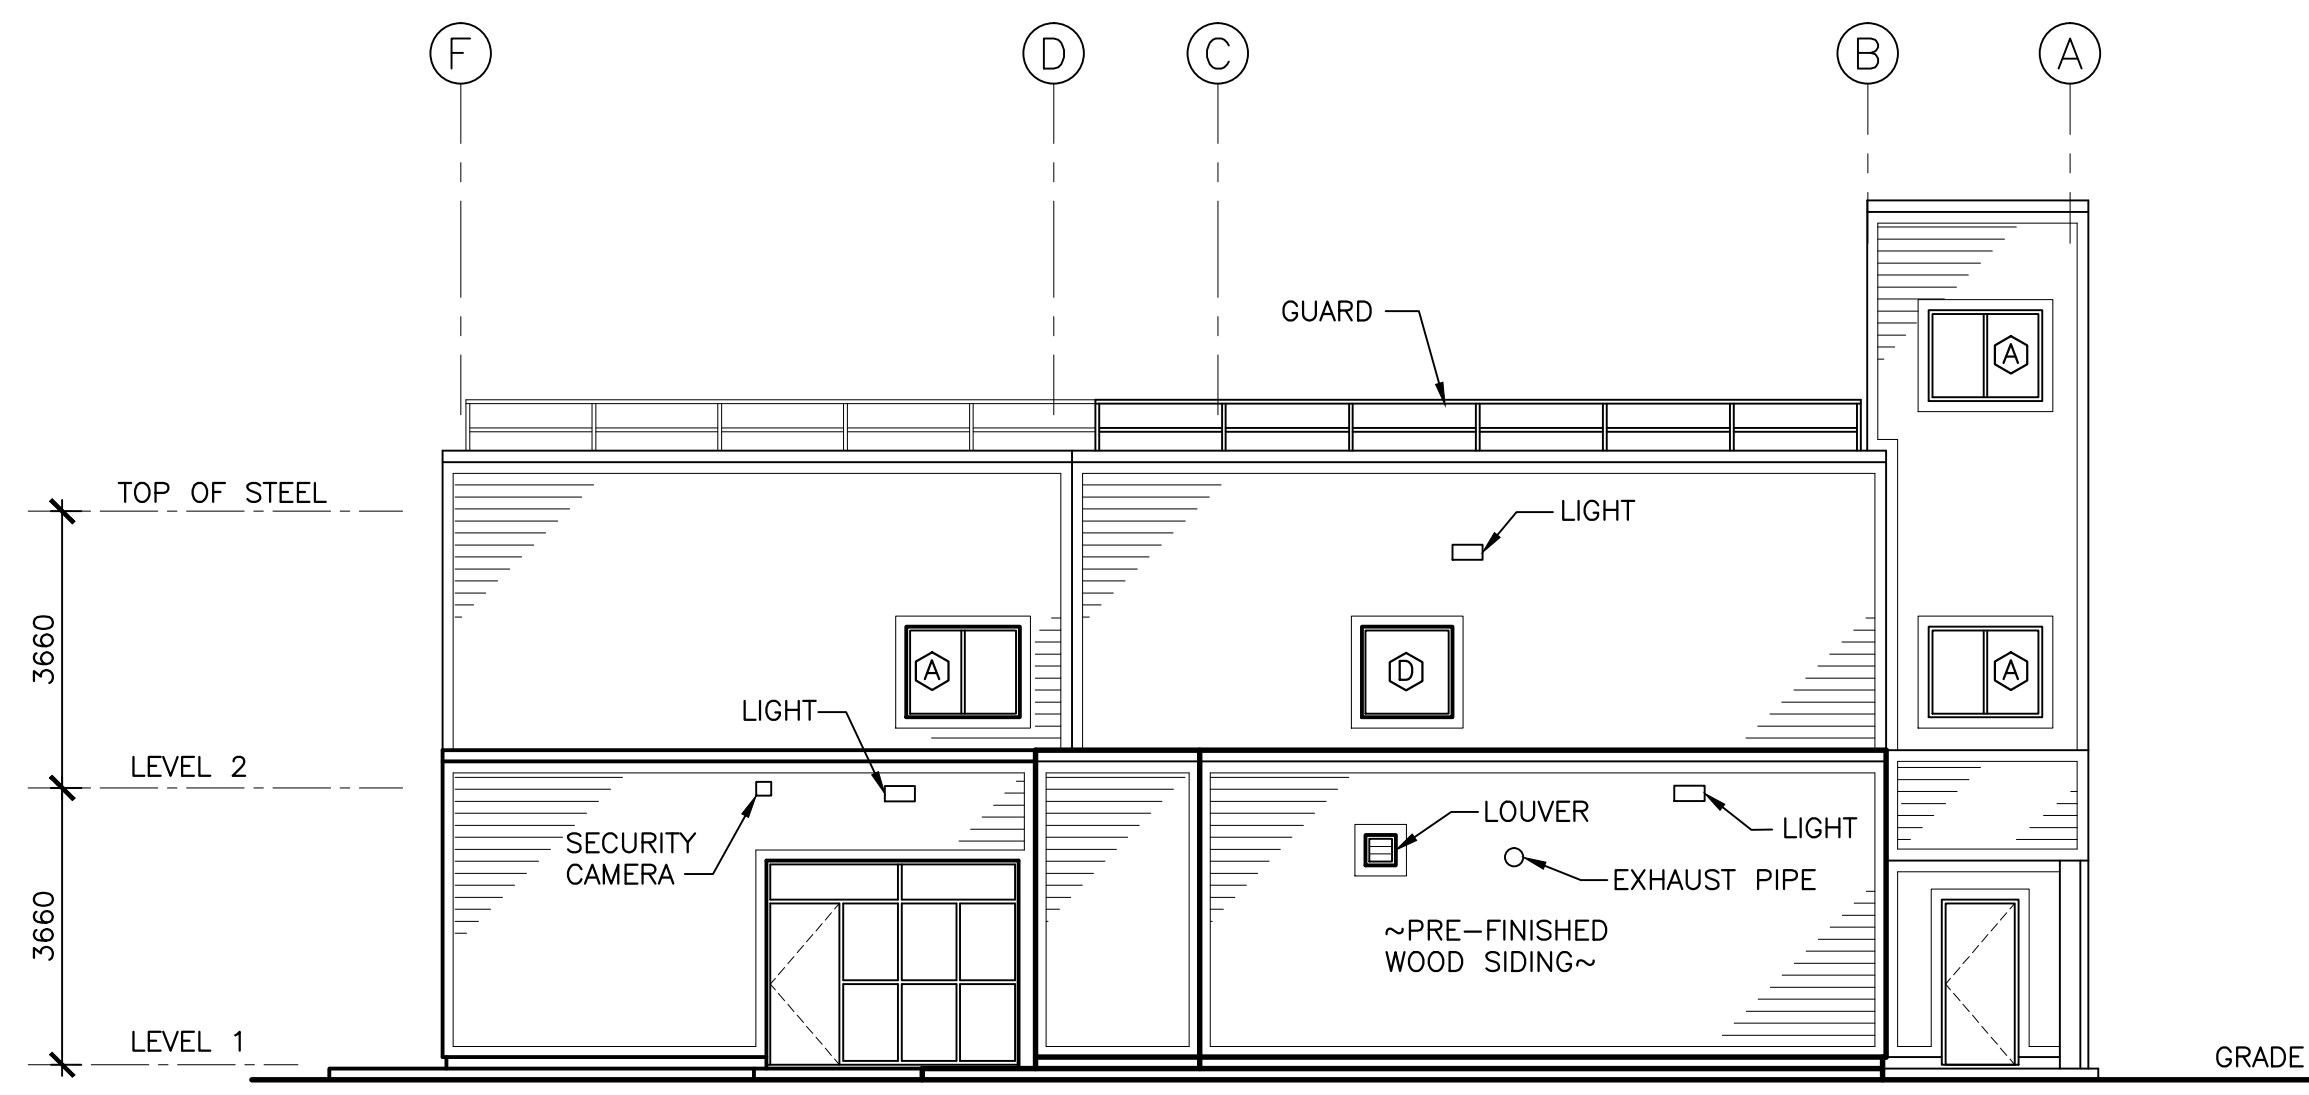 F
D
C
B
A
GUARD
A
TOP OF STEEL
LIGHT
3660
A
D
A
LIGHT
LEVEL 2
SECURITY
CAMERA
LOUVER
LIGHT
EXHAUST PIPE
3660
~PRE-FINISHED
WOOD SIDING~
LEVEL 1
GRADE